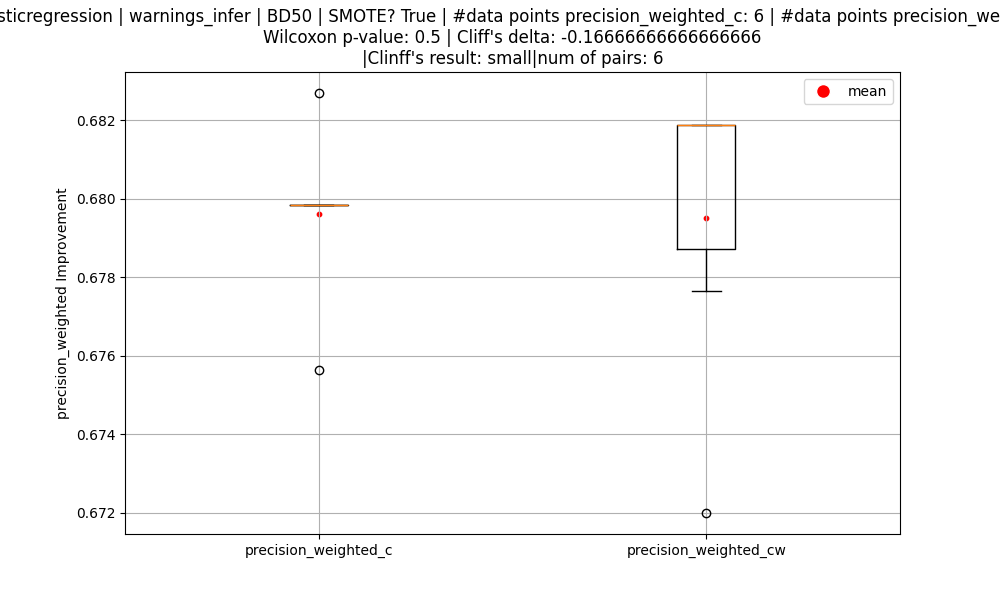 sticregression | warnings_infer | BD50 | SMOTE? True | #data points precision_weighted_c: 6 | #data points precision_we
Wilcoxon p-value: 0.5 | Cliff's delta: -0.16666666666666666
|Clinff's result: small|num of pairs: 6
mean
0.682
0.680
0.678
0.676
0.674
0.672
precision_weighted Improvement
precision_weighted_c
precision_weighted_cw